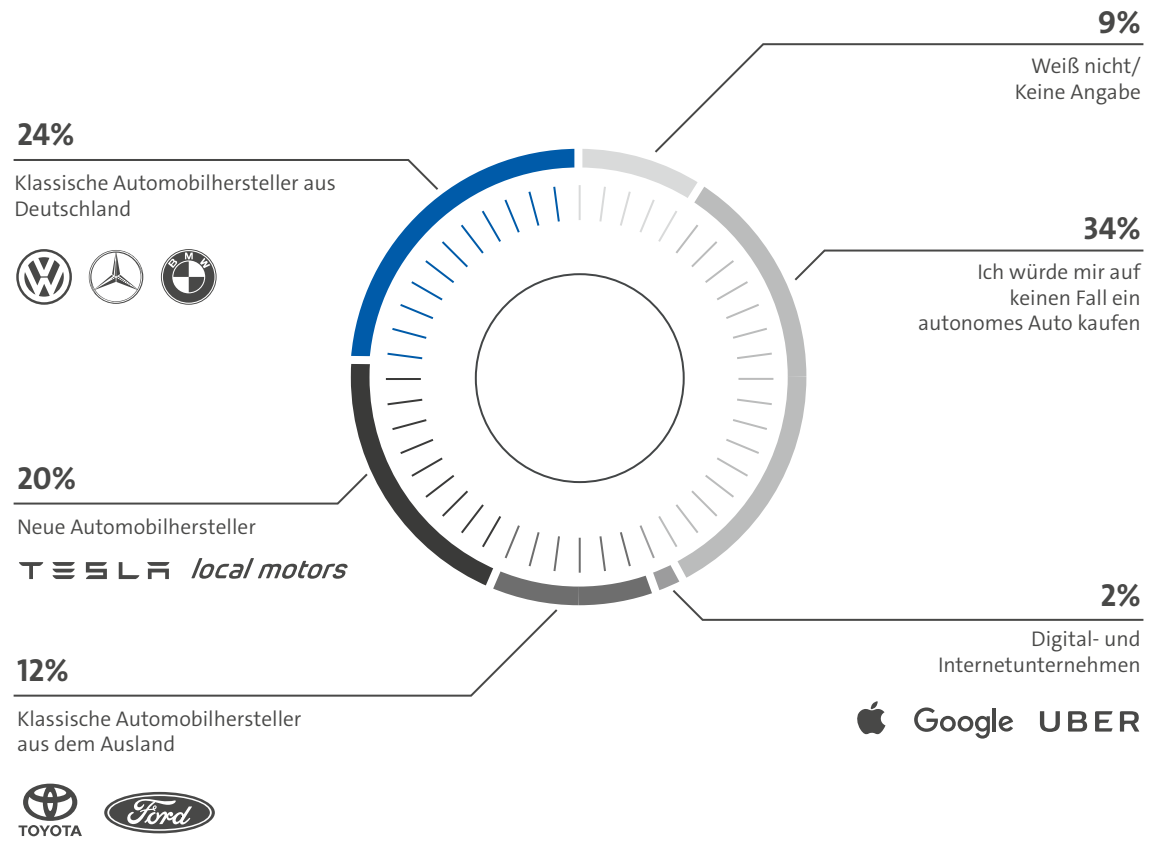 9%
Weiß nicht/
Keine Angabe
24%
Klassische Automobilhersteller aus
Deutschland
VW
BMW
34%
Ich würde mir auf
keinen Fall ein
autonomes Auto kaufen
20%
Neue Automobilhersteller
TESLA local motors
2%
Digital- und
Internetunternehmen
Google UBER
12%
Klassische Automobilhersteller
aus dem Ausland
TOYOTA
Ford